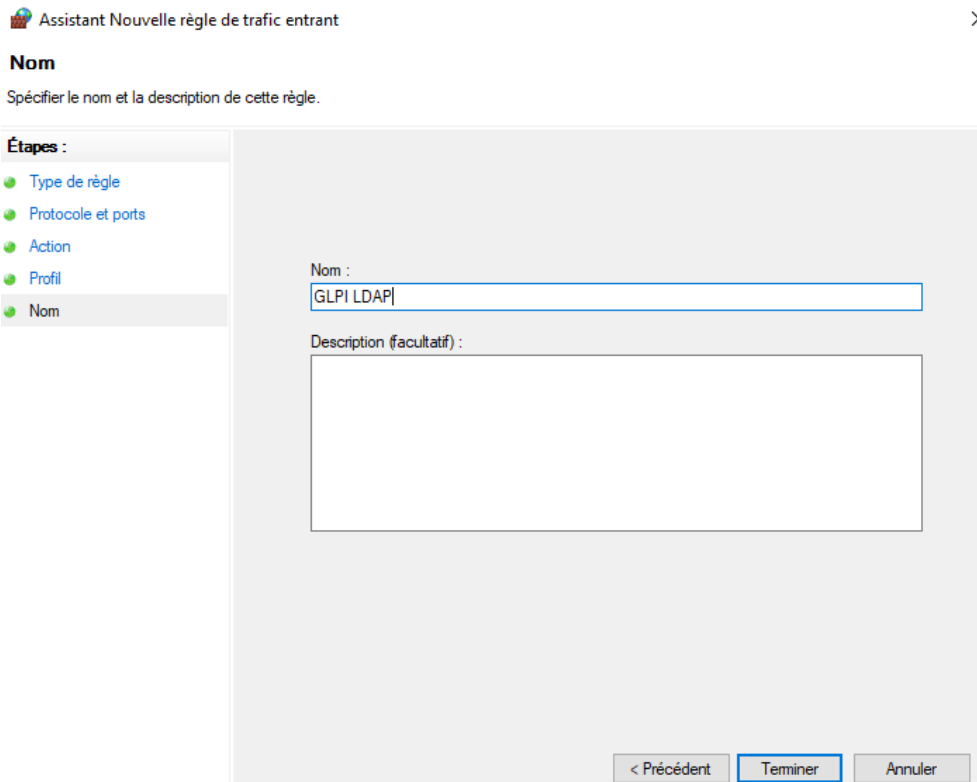 Assistant Nouvelle règle de trafic entrant
Nom
Spécifier le nom et la description de cette règle.
Étapes :
Type de règle
Protocole et ports
Action
Profil
Nom
Nom :
GLPI LDAP
Description (facultatif) :
< Précédent
Terminer
Annuler